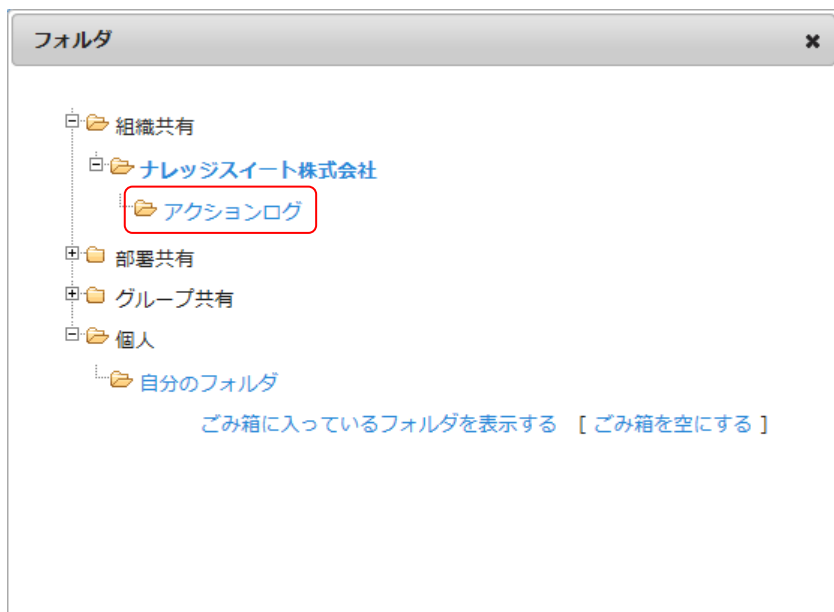 フォルダ
組織共有
ナレッジスイート株式会社
アクションログ
部署共有
グループ共有
個人
自分のフォルダ
ごみ箱に入っているフォルダを表示する [ ごみ箱を空にする ]